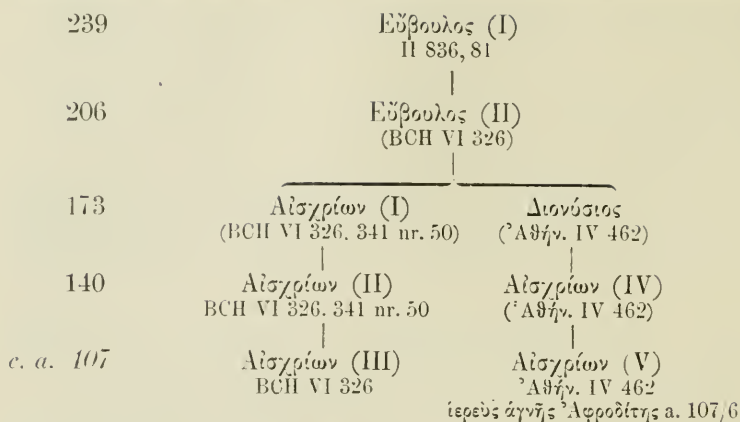 239 Εὔβουλος (I)
II 836, 81
206 Εὔβουλος (II)
(BCH VI 326)
173 Αἰσχρίων (I) Διονύσιος
(BCH VI 326. 341 nr. 50) (Ἀθήν. IV 462)
140 Αἰσχρίων (II) Αἰσχρίων (IV)
BCH VI 326. 341 nr. 50 (Ἀθήν. IV 462)
c. a. 107 Αἰσχρίων (III) Αἰσχρίων (V)
BCH VI 326 Ἀθήν. IV 462
ἱερεὺς ἁγνῆς Ἀφροδίτης a. 107/6